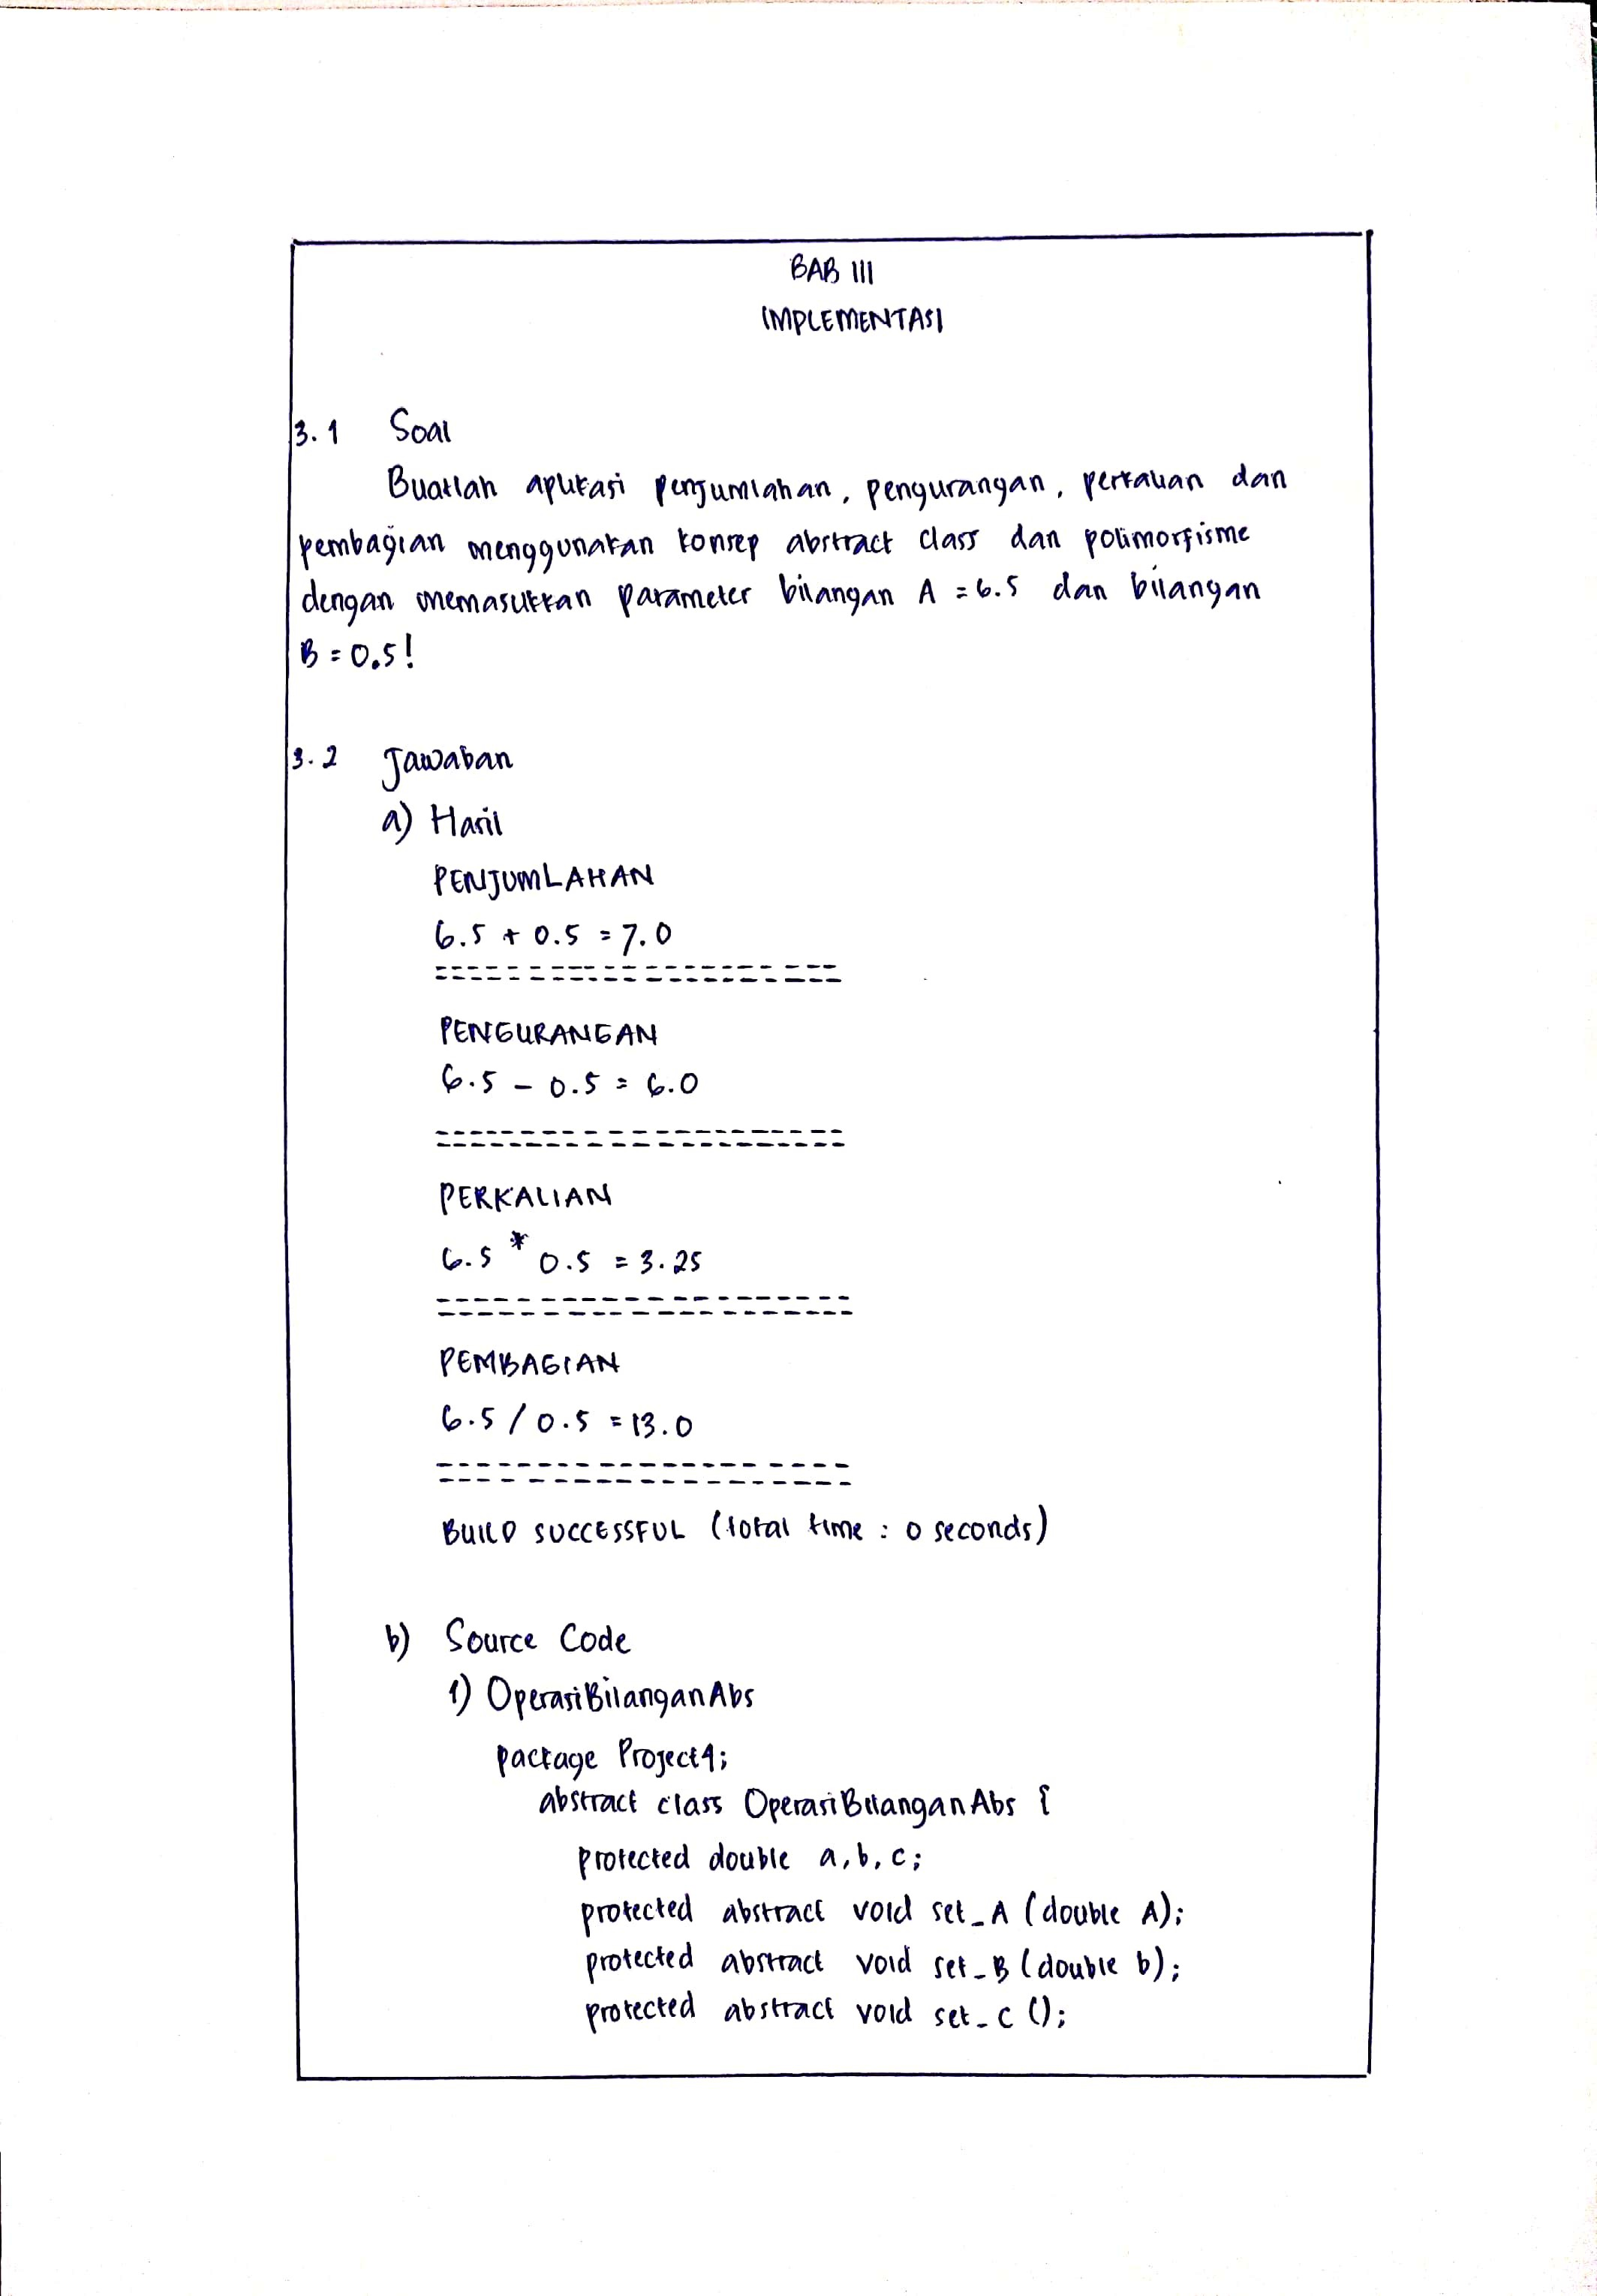 BAB III
IMPLEMENTASI
3.1 Soal
Buatlah aplikasi penjumlahan, pengurangan, perkalian dan
pembagian menggunakan konsep abstract class dan polimorfisme
dengan memasukkan parameter bilangan A = 6.5 dan bilangan
B = 0.5!
3.2 Jawaban
a) Hasil
PENJUMLAHAN
6.5 + 0.5 = 7.0
=====================
PENGURANGAN
6.5 - 0.5 = 6.0
=====================
PERKALIAN
6.5 * 0.5 = 3.25
=====================
PEMBAGIAN
6.5 / 0.5 = 13.0
=====================
BUILD SUCCESSFUL (total time : 0 seconds)
b) Source Code
1) OperasiBilanganAbs
package Project4;
abstract class OperasiBilanganAbs {
protected double a, b, c;
protected abstract void set_A (double A);
protected abstract void set_B (double b);
protected abstract void set_c ();